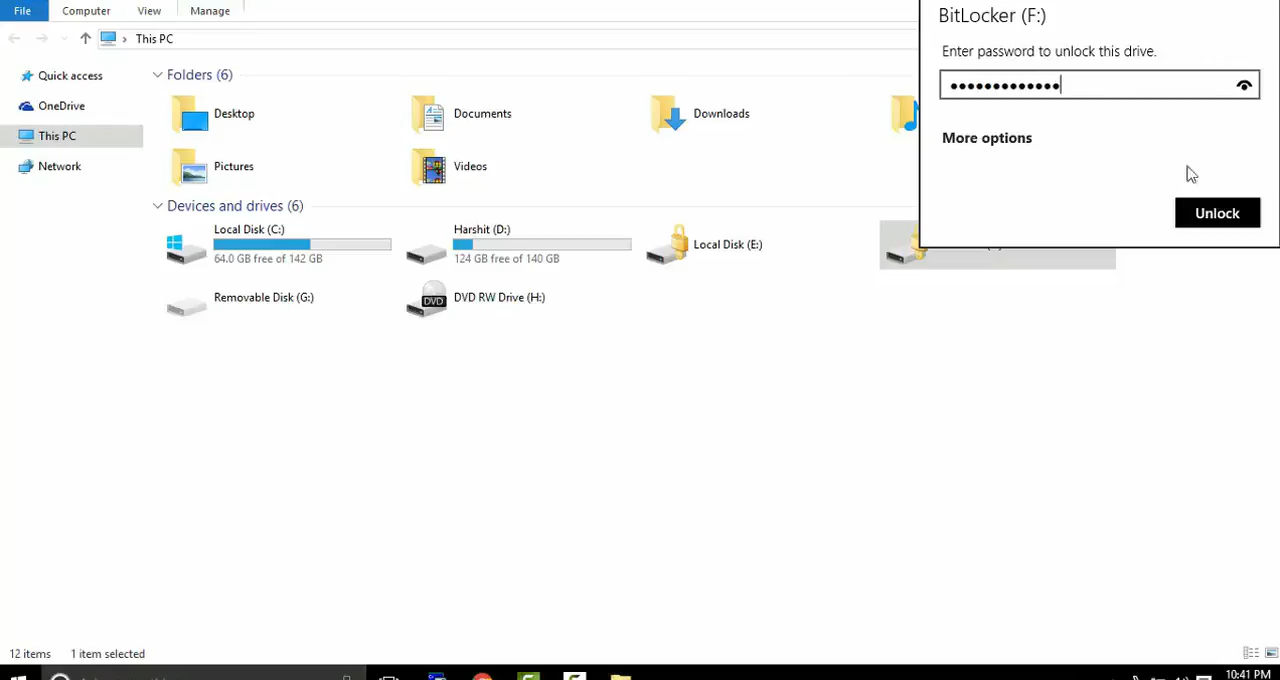 File Computer View Manage
This PC
Quick access
OneDrive
This PC
Network
Folders (6)
Desktop
Documents
Downloads
Pictures
Videos
Devices and drives (6)
Local Disk (C:)
64.0 GB free of 142 GB
Harshit (D:)
124 GB free of 140 GB
Local Disk (E:)
Removable Disk (G:)
DVD
DVD RW Drive (H:)
BitLocker (F:)
Enter password to unlock this drive.
•••••••••••••
More options
Unlock
12 items 1 item selected
10:41 PM